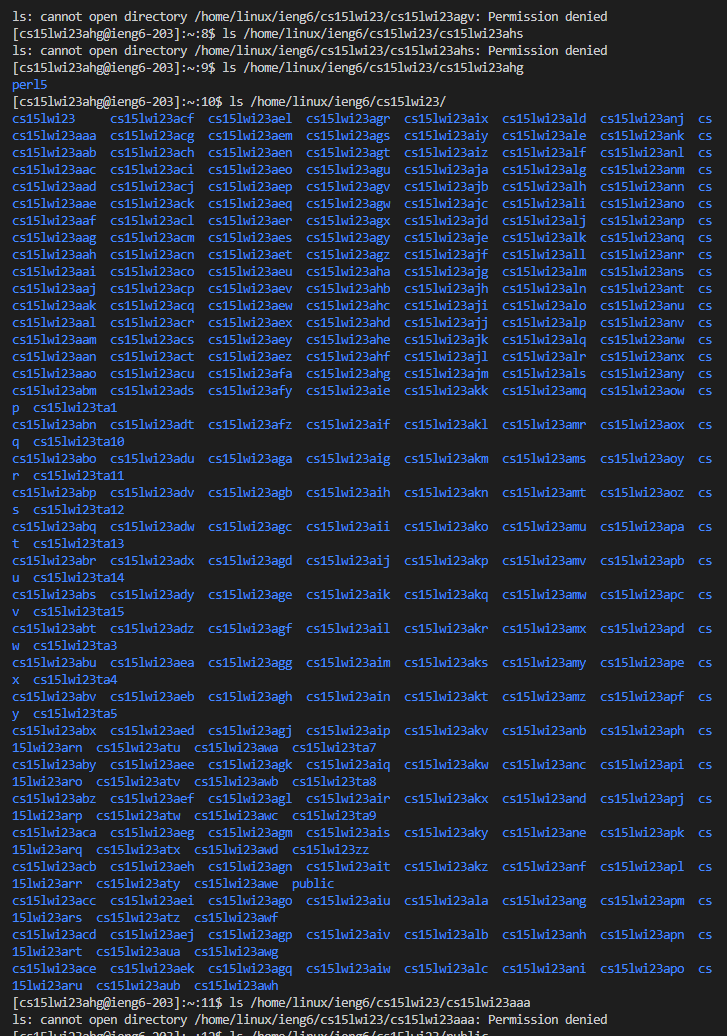 ls: cannot open directory /home/linux/ieng6/cs15lwi23/cs15lwi23agv: Permission denied
[cs15lwi23ahg@ieng6-203]:~:8$ ls /home/linux/ieng6/cs15lwi23/cs15lwi23ahs
ls: cannot open directory /home/linux/ieng6/cs15lwi23/cs15lwi23ahs: Permission denied
[cs15lwi23ahg@ieng6-203]:~:9$ ls /home/linux/ieng6/cs15lwi23/cs15lwi23ahg
perl5
[cs15lwi23ahg@ieng6-203]:~:10$ ls /home/linux/ieng6/cs15lwi23/
cs15lwi23     cs15lwi23acf  cs15lwi23ael  cs15lwi23agr  cs15lwi23aix  cs15lwi23ald  cs15lwi23anj  cs
cs15lwi23aaa  cs15lwi23acg  cs15lwi23aem  cs15lwi23ags  cs15lwi23aiy  cs15lwi23ale  cs15lwi23ank  cs
cs15lwi23aab  cs15lwi23ach  cs15lwi23aen  cs15lwi23agt  cs15lwi23aiz  cs15lwi23alf  cs15lwi23anl  cs
cs15lwi23aac  cs15lwi23aci  cs15lwi23aeo  cs15lwi23agu  cs15lwi23aja  cs15lwi23alg  cs15lwi23anm  cs
cs15lwi23aad  cs15lwi23acj  cs15lwi23aep  cs15lwi23agv  cs15lwi23ajb  cs15lwi23alh  cs15lwi23ann  cs
cs15lwi23aae  cs15lwi23ack  cs15lwi23aeq  cs15lwi23agw  cs15lwi23ajc  cs15lwi23ali  cs15lwi23ano  cs
cs15lwi23aaf  cs15lwi23acl  cs15lwi23aer  cs15lwi23agx  cs15lwi23ajd  cs15lwi23alj  cs15lwi23anp  cs
cs15lwi23aag  cs15lwi23acm  cs15lwi23aes  cs15lwi23agy  cs15lwi23aje  cs15lwi23alk  cs15lwi23anq  cs
cs15lwi23aah  cs15lwi23acn  cs15lwi23aet  cs15lwi23agz  cs15lwi23ajf  cs15lwi23all  cs15lwi23anr  cs
cs15lwi23aai  cs15lwi23aco  cs15lwi23aeu  cs15lwi23aha  cs15lwi23ajg  cs15lwi23alm  cs15lwi23ans  cs
cs15lwi23aaj  cs15lwi23acp  cs15lwi23aev  cs15lwi23ahb  cs15lwi23ajh  cs15lwi23aln  cs15lwi23ant  cs
cs15lwi23aak  cs15lwi23acq  cs15lwi23aew  cs15lwi23ahc  cs15lwi23aji  cs15lwi23alo  cs15lwi23anu  cs
cs15lwi23aal  cs15lwi23acr  cs15lwi23aex  cs15lwi23ahd  cs15lwi23ajj  cs15lwi23alp  cs15lwi23anv  cs
cs15lwi23aam  cs15lwi23acs  cs15lwi23aey  cs15lwi23ahe  cs15lwi23ajk  cs15lwi23alq  cs15lwi23anw  cs
cs15lwi23aan  cs15lwi23act  cs15lwi23aez  cs15lwi23ahf  cs15lwi23ajl  cs15lwi23alr  cs15lwi23anx  cs
cs15lwi23aao  cs15lwi23acu  cs15lwi23afa  cs15lwi23ahg  cs15lwi23ajm  cs15lwi23als  cs15lwi23any  cs
cs15lwi23abm  cs15lwi23ads  cs15lwi23afy  cs15lwi23aie  cs15lwi23akk  cs15lwi23amq  cs15lwi23aow  cs
p  cs15lwi23ta1
cs15lwi23abn  cs15lwi23adt  cs15lwi23afz  cs15lwi23aif  cs15lwi23akl  cs15lwi23amr  cs15lwi23aox  cs
q  cs15lwi23ta10
cs15lwi23abo  cs15lwi23adu  cs15lwi23aga  cs15lwi23aig  cs15lwi23akm  cs15lwi23ams  cs15lwi23aoy  cs
r  cs15lwi23ta11
cs15lwi23abp  cs15lwi23adv  cs15lwi23agb  cs15lwi23aih  cs15lwi23akn  cs15lwi23amt  cs15lwi23aoz  cs
s  cs15lwi23ta12
cs15lwi23abq  cs15lwi23adw  cs15lwi23agc  cs15lwi23aii  cs15lwi23ako  cs15lwi23amu  cs15lwi23apa  cs
t  cs15lwi23ta13
cs15lwi23abr  cs15lwi23adx  cs15lwi23agd  cs15lwi23aij  cs15lwi23akp  cs15lwi23amv  cs15lwi23apb  cs
u  cs15lwi23ta14
cs15lwi23abs  cs15lwi23ady  cs15lwi23age  cs15lwi23aik  cs15lwi23akq  cs15lwi23amw  cs15lwi23apc  cs
v  cs15lwi23ta15
cs15lwi23abt  cs15lwi23adz  cs15lwi23agf  cs15lwi23ail  cs15lwi23akr  cs15lwi23amx  cs15lwi23apd  cs
w  cs15lwi23ta3
cs15lwi23abu  cs15lwi23aea  cs15lwi23agg  cs15lwi23aim  cs15lwi23aks  cs15lwi23amy  cs15lwi23ape  cs
x  cs15lwi23ta4
cs15lwi23abv  cs15lwi23aeb  cs15lwi23agh  cs15lwi23ain  cs15lwi23akt  cs15lwi23amz  cs15lwi23apf  cs
y  cs15lwi23ta5
cs15lwi23abx  cs15lwi23aed  cs15lwi23agj  cs15lwi23aip  cs15lwi23akv  cs15lwi23anb  cs15lwi23aph  cs
15lwi23arn  cs15lwi23atu  cs15lwi23awa  cs15lwi23ta7
cs15lwi23aby  cs15lwi23aee  cs15lwi23agk  cs15lwi23aiq  cs15lwi23akw  cs15lwi23anc  cs15lwi23api  cs
15lwi23aro  cs15lwi23atv  cs15lwi23awb  cs15lwi23ta8
cs15lwi23abz  cs15lwi23aef  cs15lwi23agl  cs15lwi23air  cs15lwi23akx  cs15lwi23and  cs15lwi23apj  cs
15lwi23arp  cs15lwi23atw  cs15lwi23awc  cs15lwi23ta9
cs15lwi23aca  cs15lwi23aeg  cs15lwi23agm  cs15lwi23ais  cs15lwi23aky  cs15lwi23ane  cs15lwi23apk  cs
15lwi23arq  cs15lwi23atx  cs15lwi23awd  cs15lwi23zz
cs15lwi23acb  cs15lwi23aeh  cs15lwi23agn  cs15lwi23ait  cs15lwi23akz  cs15lwi23anf  cs15lwi23apl  cs
15lwi23arr  cs15lwi23aty  cs15lwi23awe  public
cs15lwi23acc  cs15lwi23aei  cs15lwi23ago  cs15lwi23aiu  cs15lwi23ala  cs15lwi23ang  cs15lwi23apm  cs
15lwi23ars  cs15lwi23atz  cs15lwi23awf
cs15lwi23acd  cs15lwi23aej  cs15lwi23agp  cs15lwi23aiv  cs15lwi23alb  cs15lwi23anh  cs15lwi23apn  cs
15lwi23art  cs15lwi23aua  cs15lwi23awg
cs15lwi23ace  cs15lwi23aek  cs15lwi23agq  cs15lwi23aiw  cs15lwi23alc  cs15lwi23ani  cs15lwi23apo  cs
15lwi23aru  cs15lwi23aub  cs15lwi23awh
[cs15lwi23ahg@ieng6-203]:~:11$ ls /home/linux/ieng6/cs15lwi23/cs15lwi23aaa
ls: cannot open directory /home/linux/ieng6/cs15lwi23/cs15lwi23aaa: Permission denied
[cs15lwi23ahg@ieng6-203]:~:12$ ls /home/linux/ieng6/cs15lwi23/public